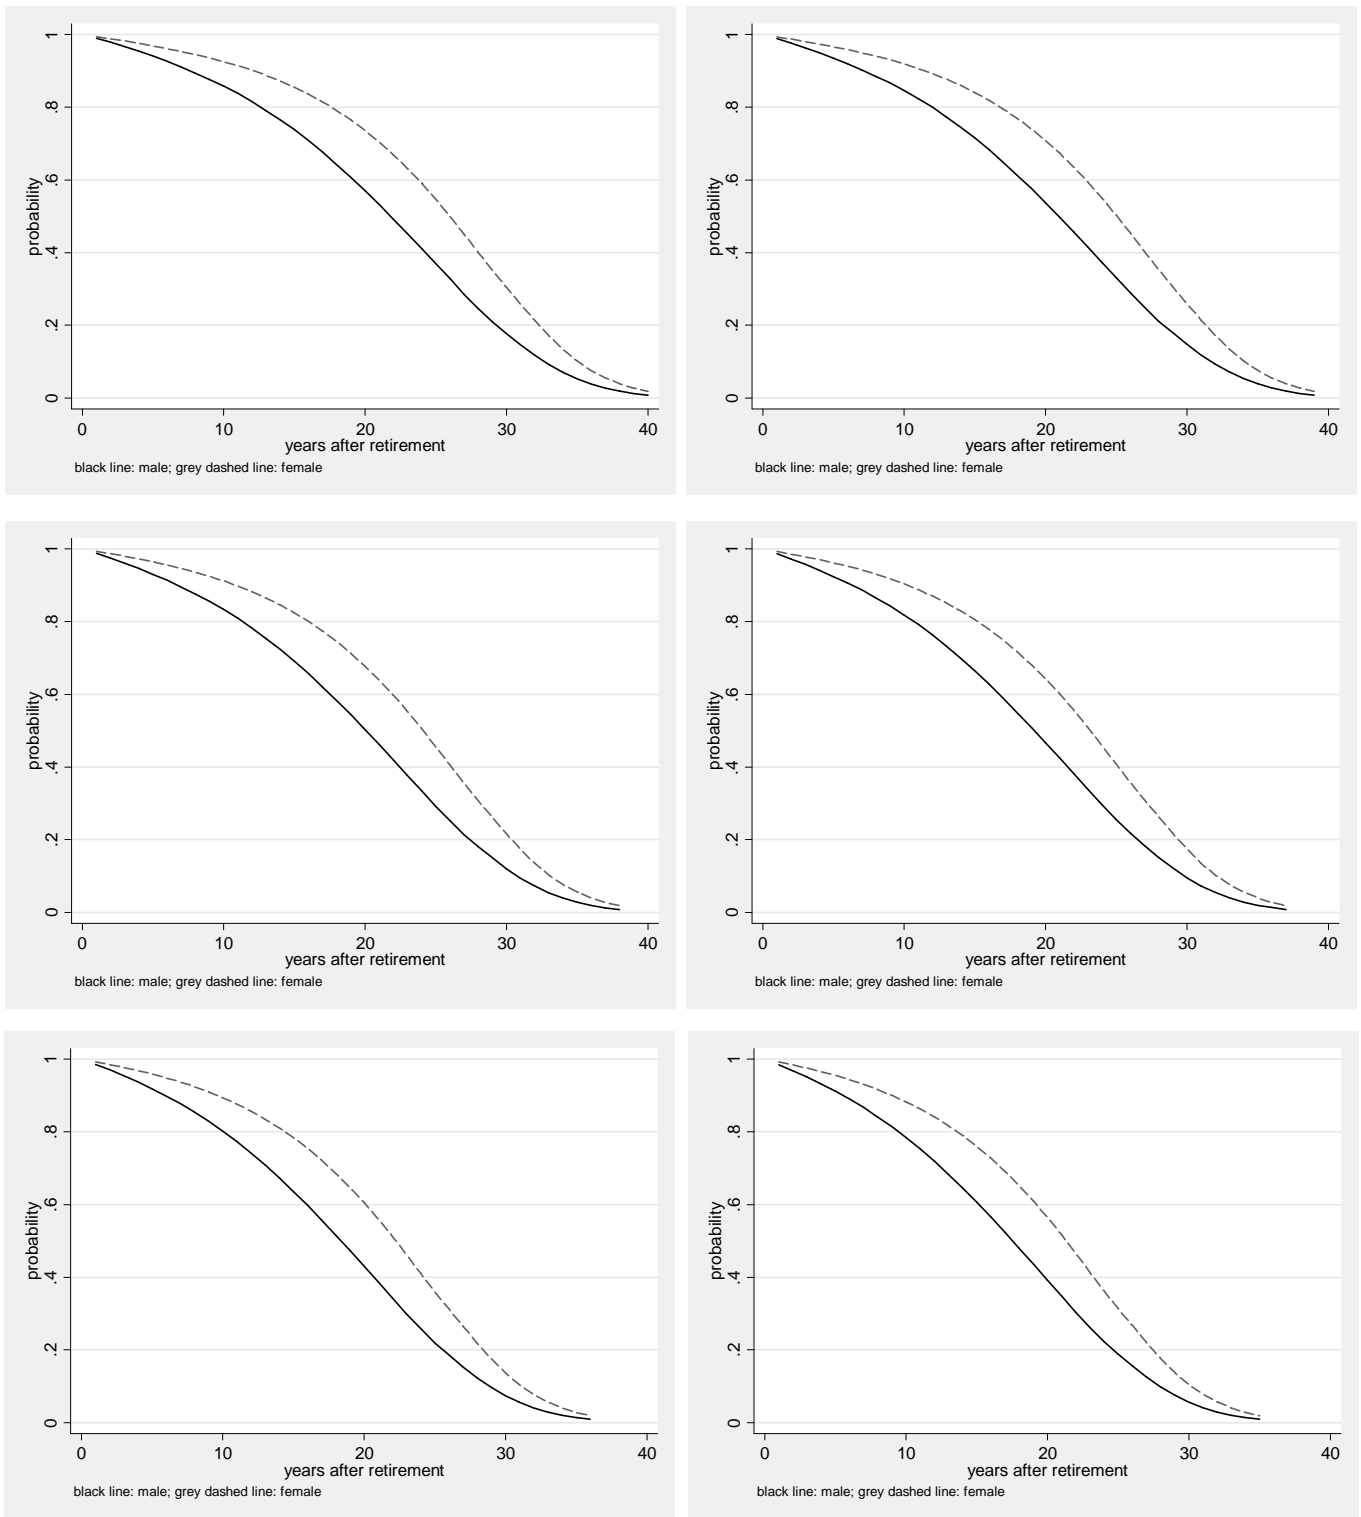 probability
1
.8
.6
.4
.2
0
0 10 20 30 40
years after retirement
black line: male; grey dashed line: female
probability
1
.8
.6
.4
.2
0
0 10 20 30 40
years after retirement
black line: male; grey dashed line: female
probability
1
.8
.6
.4
.2
0
0 10 20 30 40
years after retirement
black line: male; grey dashed line: female
probability
1
.8
.6
.4
.2
0
0 10 20 30 40
years after retirement
black line: male; grey dashed line: female
probability
1
.8
.6
.4
.2
0
0 10 20 30 40
years after retirement
black line: male; grey dashed line: female
probability
1
.8
.6
.4
.2
0
0 10 20 30 40
years after retirement
black line: male; grey dashed line: female